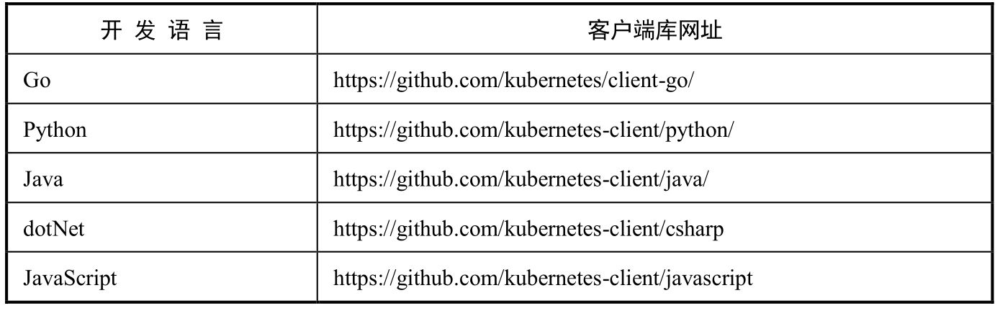 开发语言 客户端库网址
Go https://github.com/kubernetes/client-go/
Python https://github.com/kubernetes-client/python/
Java https://github.com/kubernetes-client/java/
dotNet https://github.com/kubernetes-client/csharp
JavaScript https://github.com/kubernetes-client/javascript